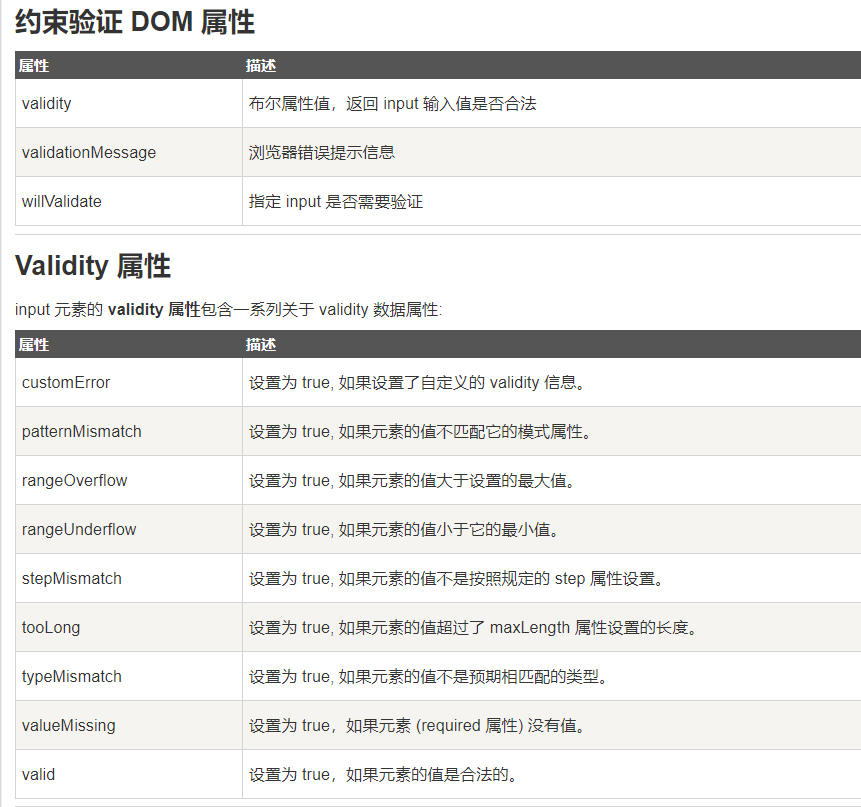 约束验证 DOM 属性
属性 描述
validity 布尔属性值，返回 input 输入值是否合法
validationMessage 浏览器错误提示信息
willValidate 指定 input 是否需要验证
Validity 属性
input 元素的 validity 属性包含一系列关于 validity 数据属性:
属性 描述
customError 设置为 true, 如果设置了自定义的 validity 信息。
patternMismatch 设置为 true, 如果元素的值不匹配它的模式属性。
rangeOverflow 设置为 true, 如果元素的值大于设置的最大值。
rangeUnderflow 设置为 true, 如果元素的值小于它的最小值。
stepMismatch 设置为 true, 如果元素的值不是按照规定的 step 属性设置。
tooLong 设置为 true, 如果元素的值超过了 maxLength 属性设置的长度。
typeMismatch 设置为 true, 如果元素的值不是预期相匹配的类型。
valueMissing 设置为 true，如果元素 (required 属性) 没有值。
valid 设置为 true，如果元素的值是合法的。